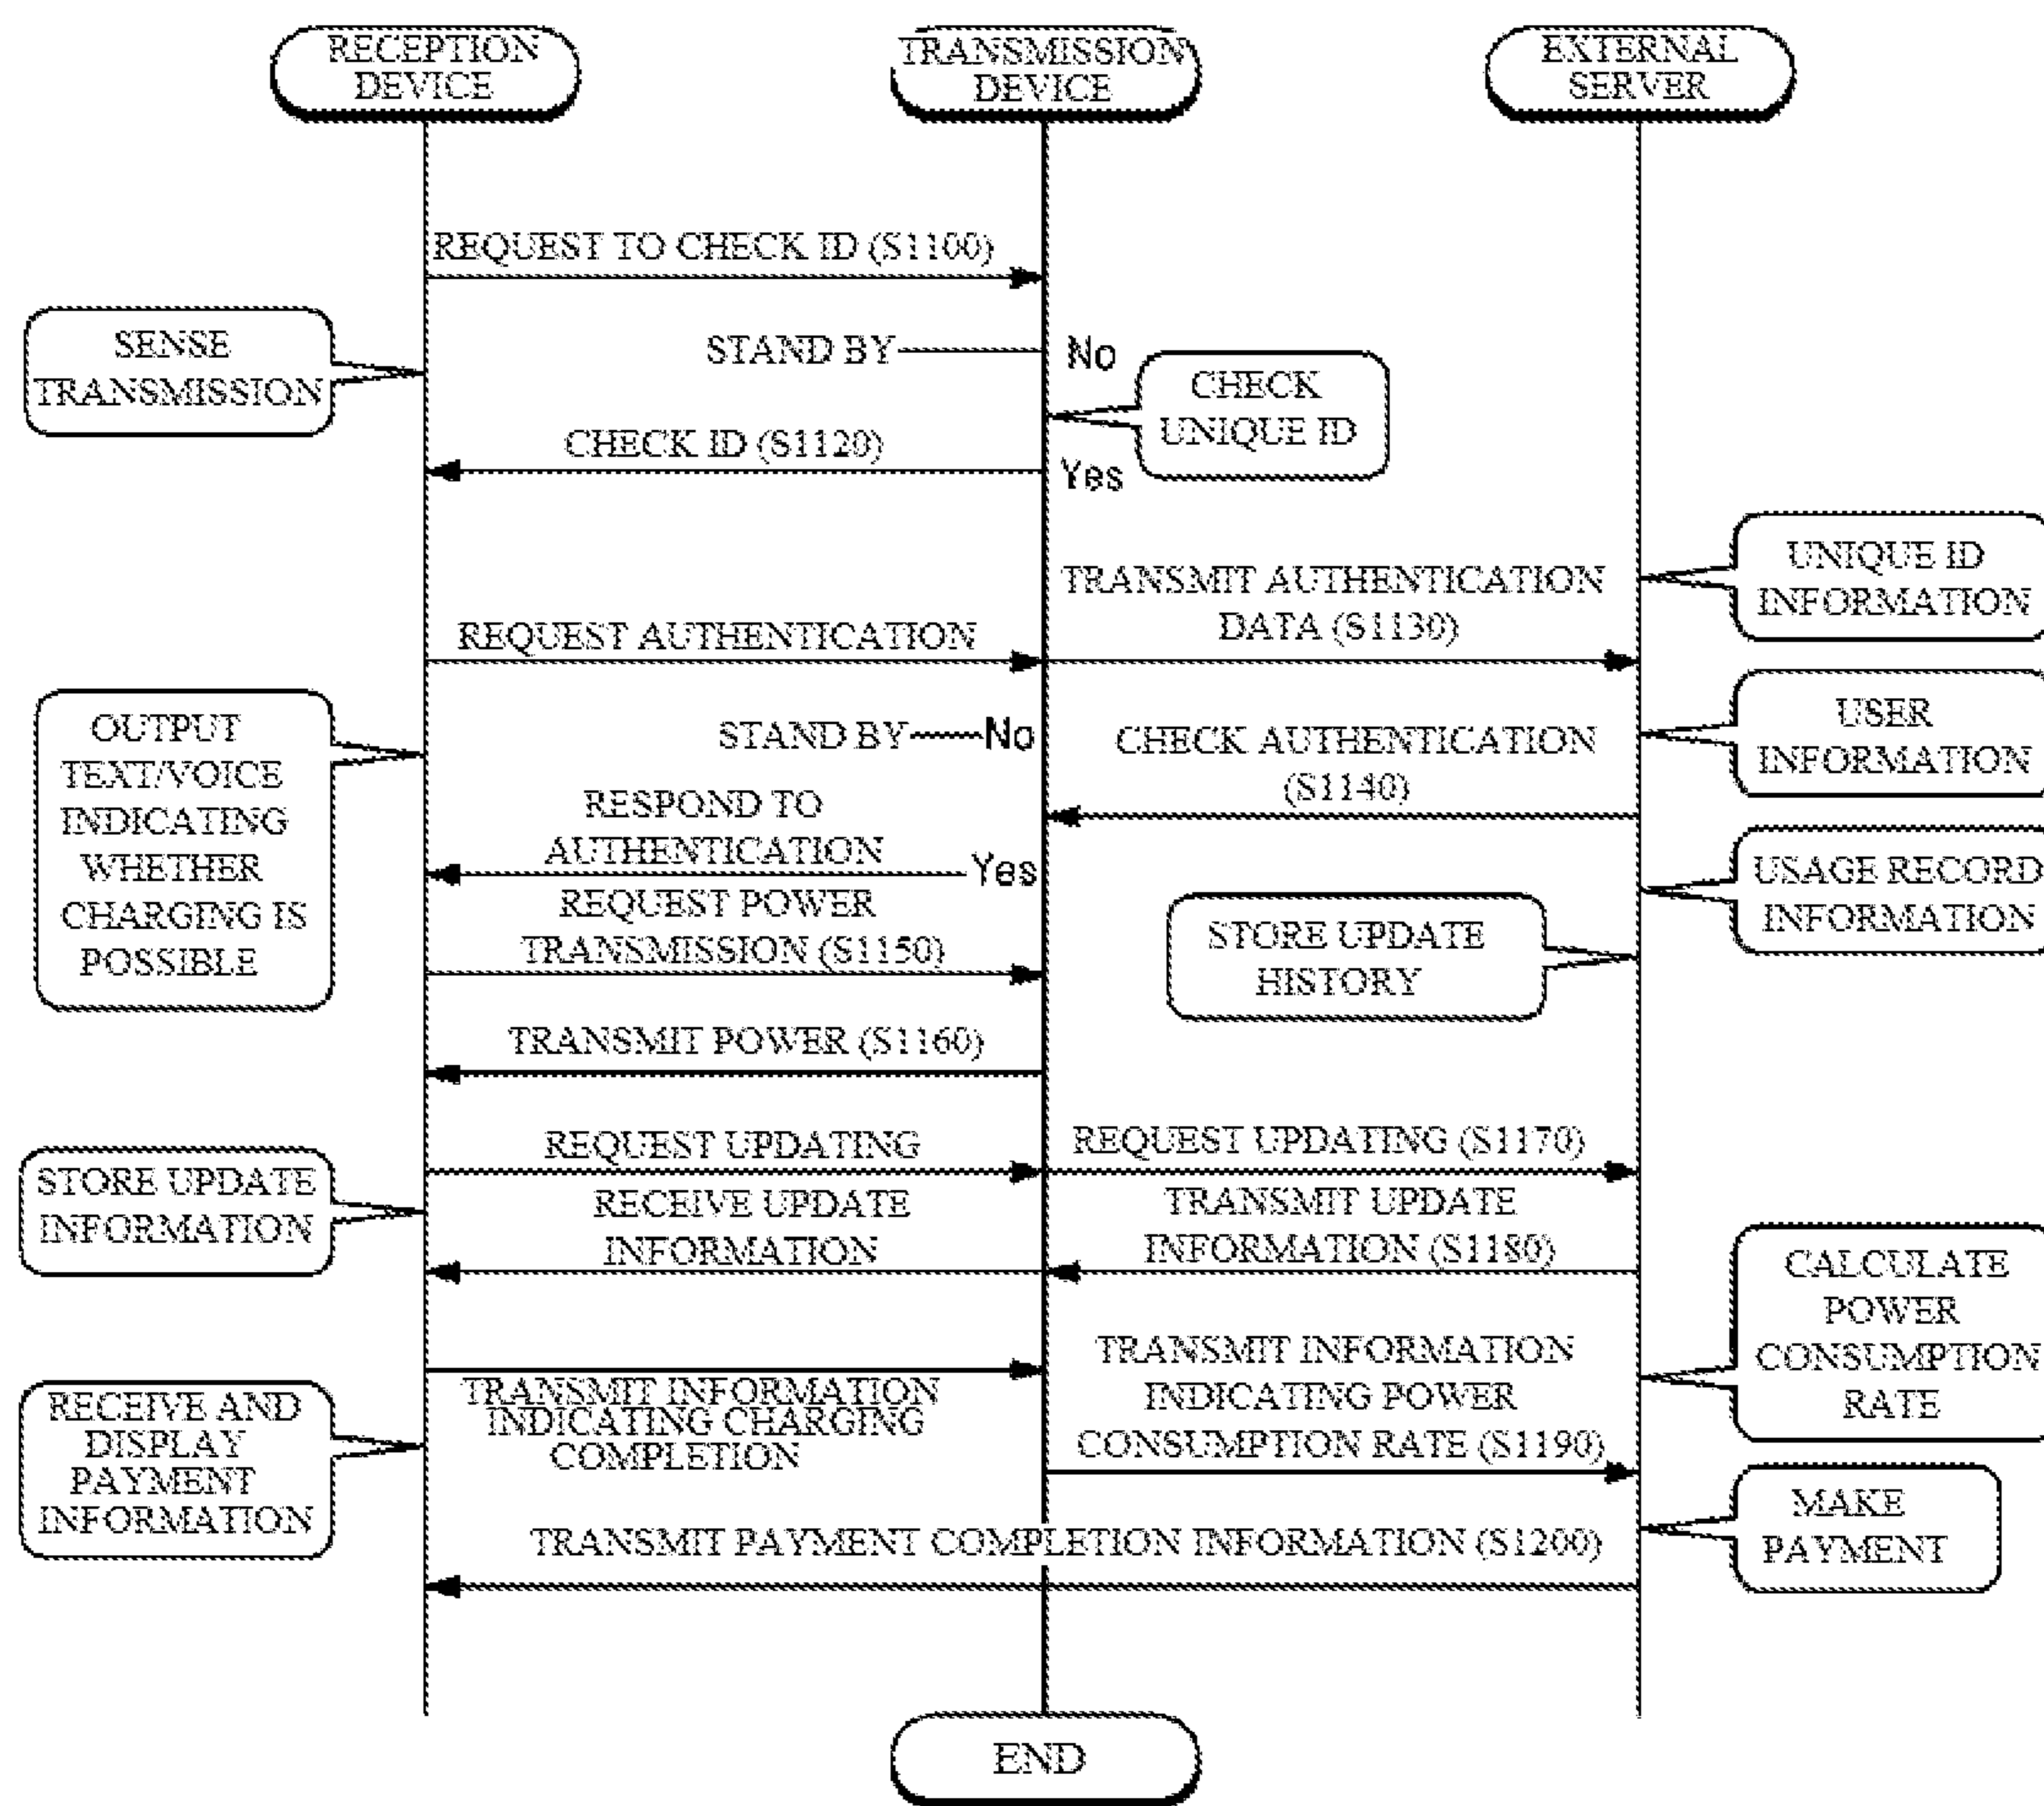 RECEPTION
DEVICE
TRANSMISSION
DEVICE
EXTERNAL
SERVER
REQUEST TO CHECK ID (S1100)
SENSE
TRANSMISSION
STAND BY
No
CHECK
UNIQUE ID
CHECK ID (S1120)
Yes
UNIQUE ID
INFORMATION
TRANSMIT AUTHENTICATION
DATA (S1130)
REQUEST AUTHENTICATION
OUTPUT
TEXT/VOICE
INDICATING
WHETHER
CHARGING IS
POSSIBLE
STAND BY
No
CHECK AUTHENTICATION
(S1140)
USER
INFORMATION
RESPOND TO
AUTHENTICATION
Yes
USAGE RECORD
INFORMATION
REQUEST POWER
TRANSMISSION (S1150)
STORE UPDATE
HISTORY
TRANSMIT POWER (S1160)
REQUEST UPDATING
REQUEST UPDATING (S1170)
STORE UPDATE
INFORMATION
RECEIVE UPDATE
INFORMATION
TRANSMIT UPDATE
INFORMATION (S1180)
CALCULATE
POWER
CONSUMPTION
RATE
TRANSMIT INFORMATION
INDICATING CHARGING
COMPLETION
TRANSMIT INFORMATION
INDICATING POWER
CONSUMPTION RATE (S1190)
RECEIVE AND
DISPLAY
PAYMENT
INFORMATION
MAKE
PAYMENT
TRANSMIT PAYMENT COMPLETION INFORMATION (S1200)
END